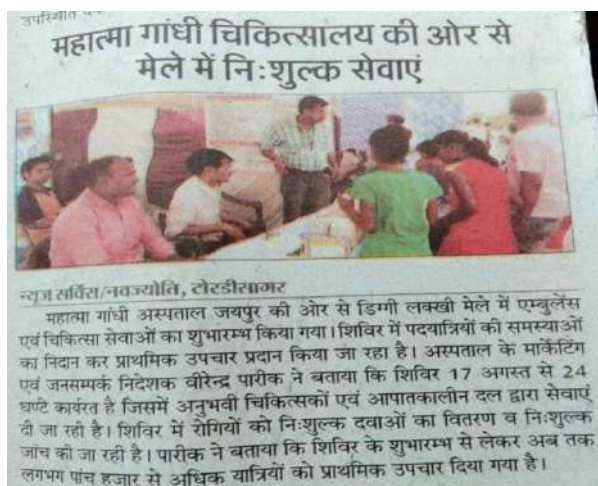 उपस्थित
महात्मा गांधी चिकित्सालय की ओर से
मेले में निःशुल्क सेवाएं
न्यूज सर्विस/नवज्योति, टोरडीसागर
महात्मा गांधी अस्पताल जयपुर की ओर से डिग्गी लक्खी मेले में एम्बुलेंस
एवं चिकित्सा सेवाओं का शुभारम्भ किया गया। शिविर में पदयात्रियों की समस्याओं
का निदान कर प्राथमिक उपचार प्रदान किया जा रहा है। अस्पताल के मार्केटिंग
एवं जनसम्पर्क निदेशक वीरेन्द्र पारीक ने बताया कि शिविर 17 अगस्त से 24
घण्टे कार्यरत है जिसमें अनुभवी चिकित्सकों एवं आपातकालीन दल द्वारा सेवाएं
दी जा रही है। शिविर में रोगियों को निःशुल्क दवाओं का वितरण व निःशुल्क
जांच की जा रही है। पारीक ने बताया कि शिविर के शुभारम्भ से लेकर अब तक
लगभग पांच हजार से अधिक यात्रियों को प्राथमिक उपचार दिया गया है।